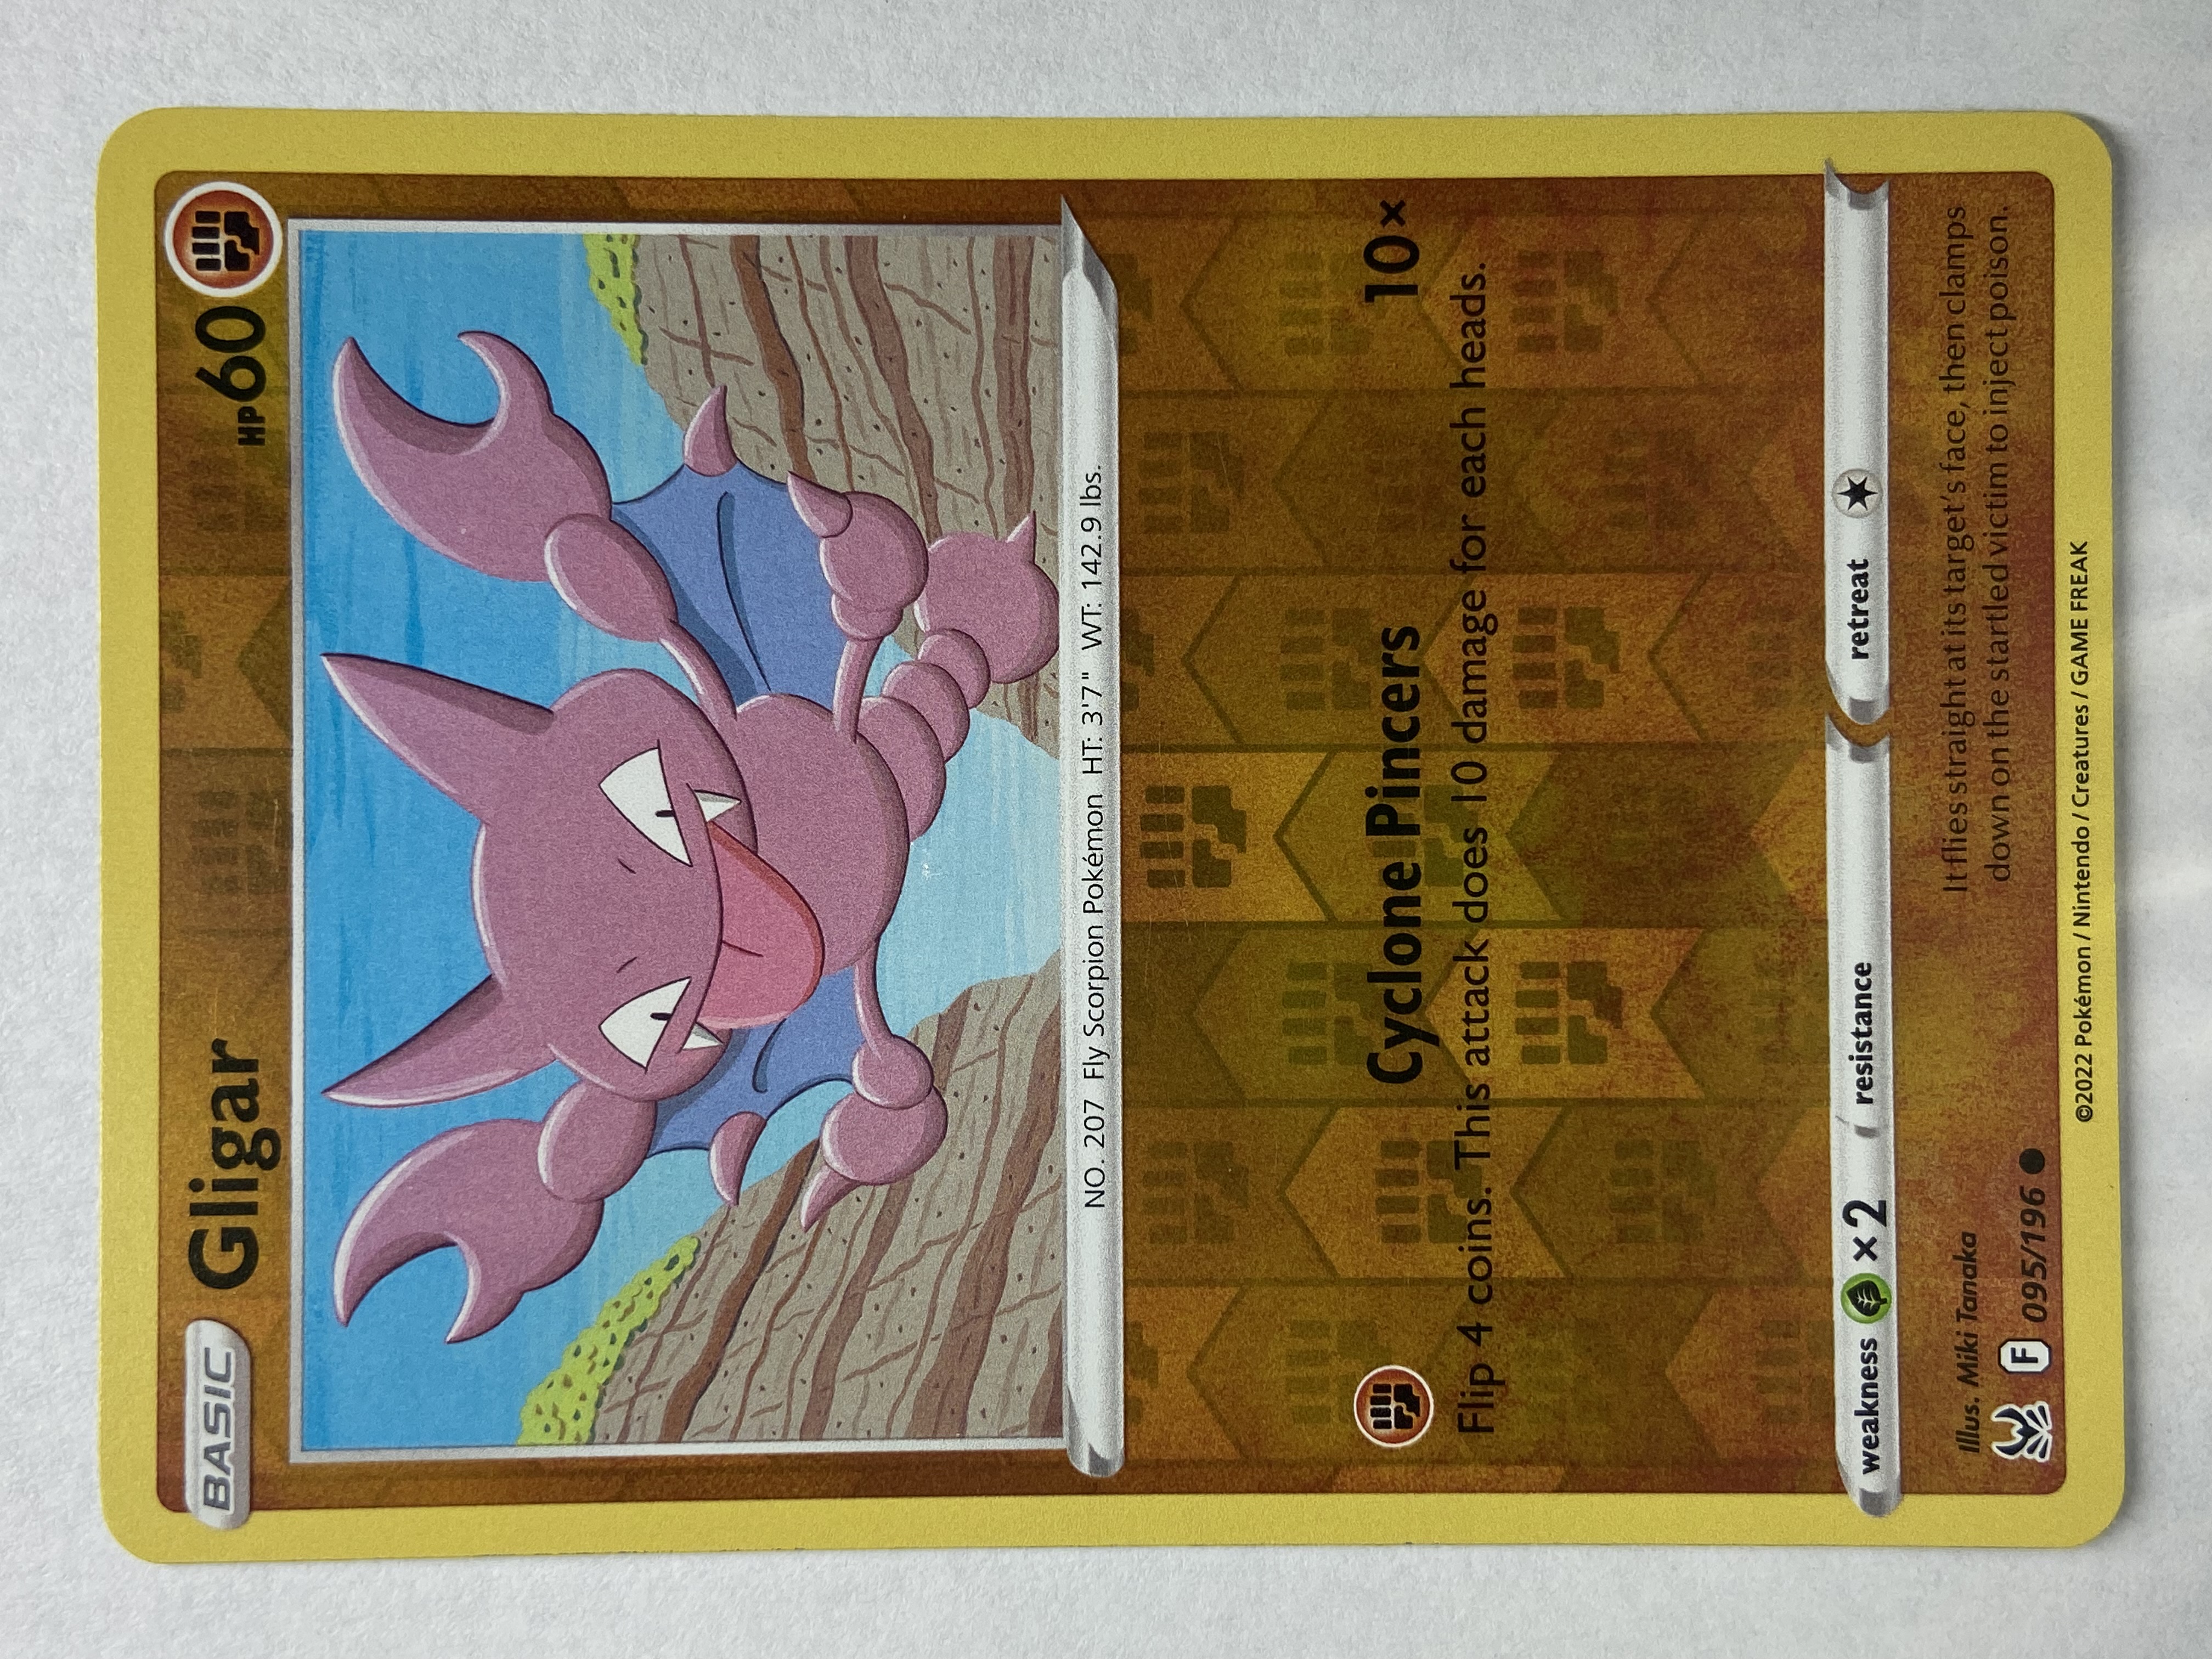 BASIC Gligar HP 60
NO. 207 Fly Scorpion Pokémon HT: 3'7" WT: 142.9 lbs.
Cyclone Pincers 10×
Flip 4 coins. This attack does 10 damage for each heads.
weakness ×2 resistance retreat
Illus. Miki Tanaka
It flies straight at its target's face, then clamps
down on the startled victim to inject poison.
F 095/196
©2022 Pokémon / Nintendo / Creatures / GAME FREAK